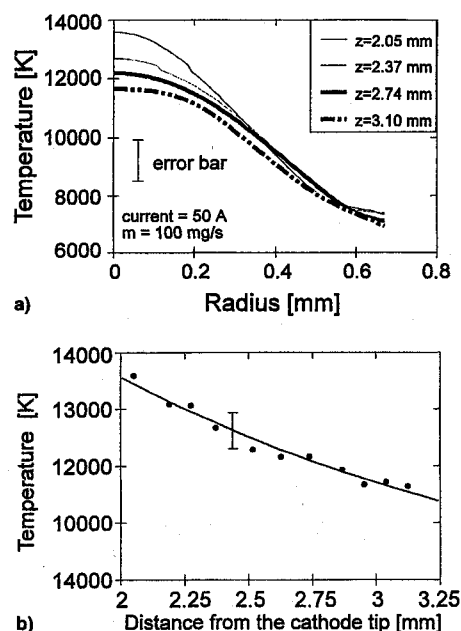 14000
12000
10000
8000
6000
Temperature [K]
z=2.05 mm
z=2.37 mm
z=2.74 mm
z=3.10 mm
error bar
current = 50 A
m = 100 mg/s
0
0.2
0.4
0.6
0.8
Radius [mm]
a)
14000
13000
12000
10000
14000
Temperature [K]
2
2.25
2.5
2.75
3
3.25
Distance from the cathode tip [mm]
b)